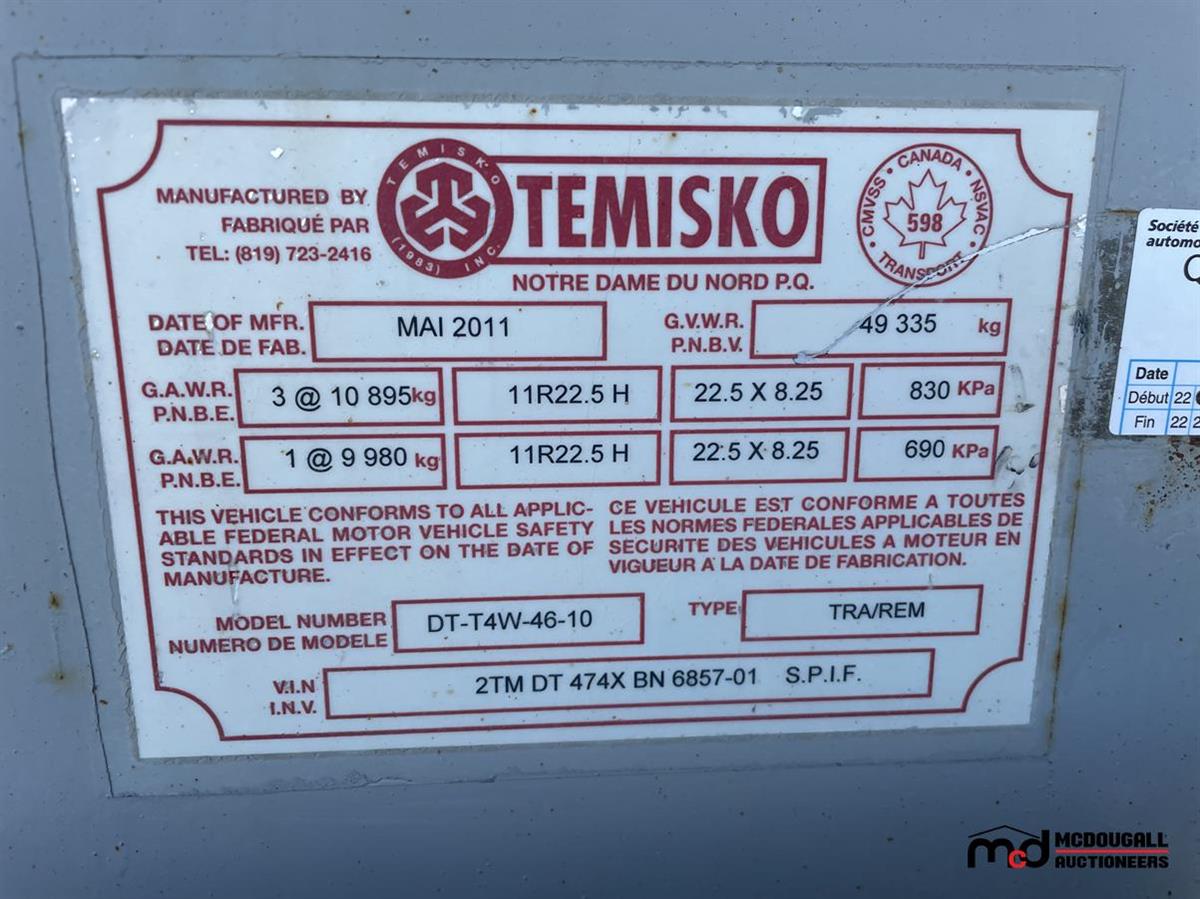 MANUFACTURED BY
FABRIQUÉ PAR
TEL: (819) 723-2416
TEMISKO
(1983) INC.
TEMISKO
NOTRE DAME DU NORD P.Q.
CANADA
CMVSS • NSVAC
598
TRANSPORT
DATE OF MFR.
DATE DE FAB.
MAI 2011
G.V.W.R.
P.N.B.V.
49 335 kg
G.A.W.R.
P.N.B.E.
3 @ 10 895 kg
11R22.5 H
22.5 X 8.25
830 KPa
G.A.W.R.
P.N.B.E.
1 @ 9 980 kg
11R22.5 H
22.5 X 8.25
690 KPa
THIS VEHICLE CONFORMS TO ALL APPLIC-
ABLE FEDERAL MOTOR VEHICLE SAFETY
STANDARDS IN EFFECT ON THE DATE OF
MANUFACTURE.
CE VEHICULE EST CONFORME A TOUTES
LES NORMES FEDERALES APPLICABLES DE
SECURITE DES VEHICULES A MOTEUR EN
VIGUEUR A LA DATE DE FABRICATION.
MODEL NUMBER
NUMERO DE MODELE
DT-T4W-46-10
TYPE
TRA/REM
V.I.N
I.N.V.
2TM DT 474X BN 6857-01 S.P.I.F.
Société
automo
Date
Début 22
Fin 22
mcd MCDOUGALL
AUCTIONEERS